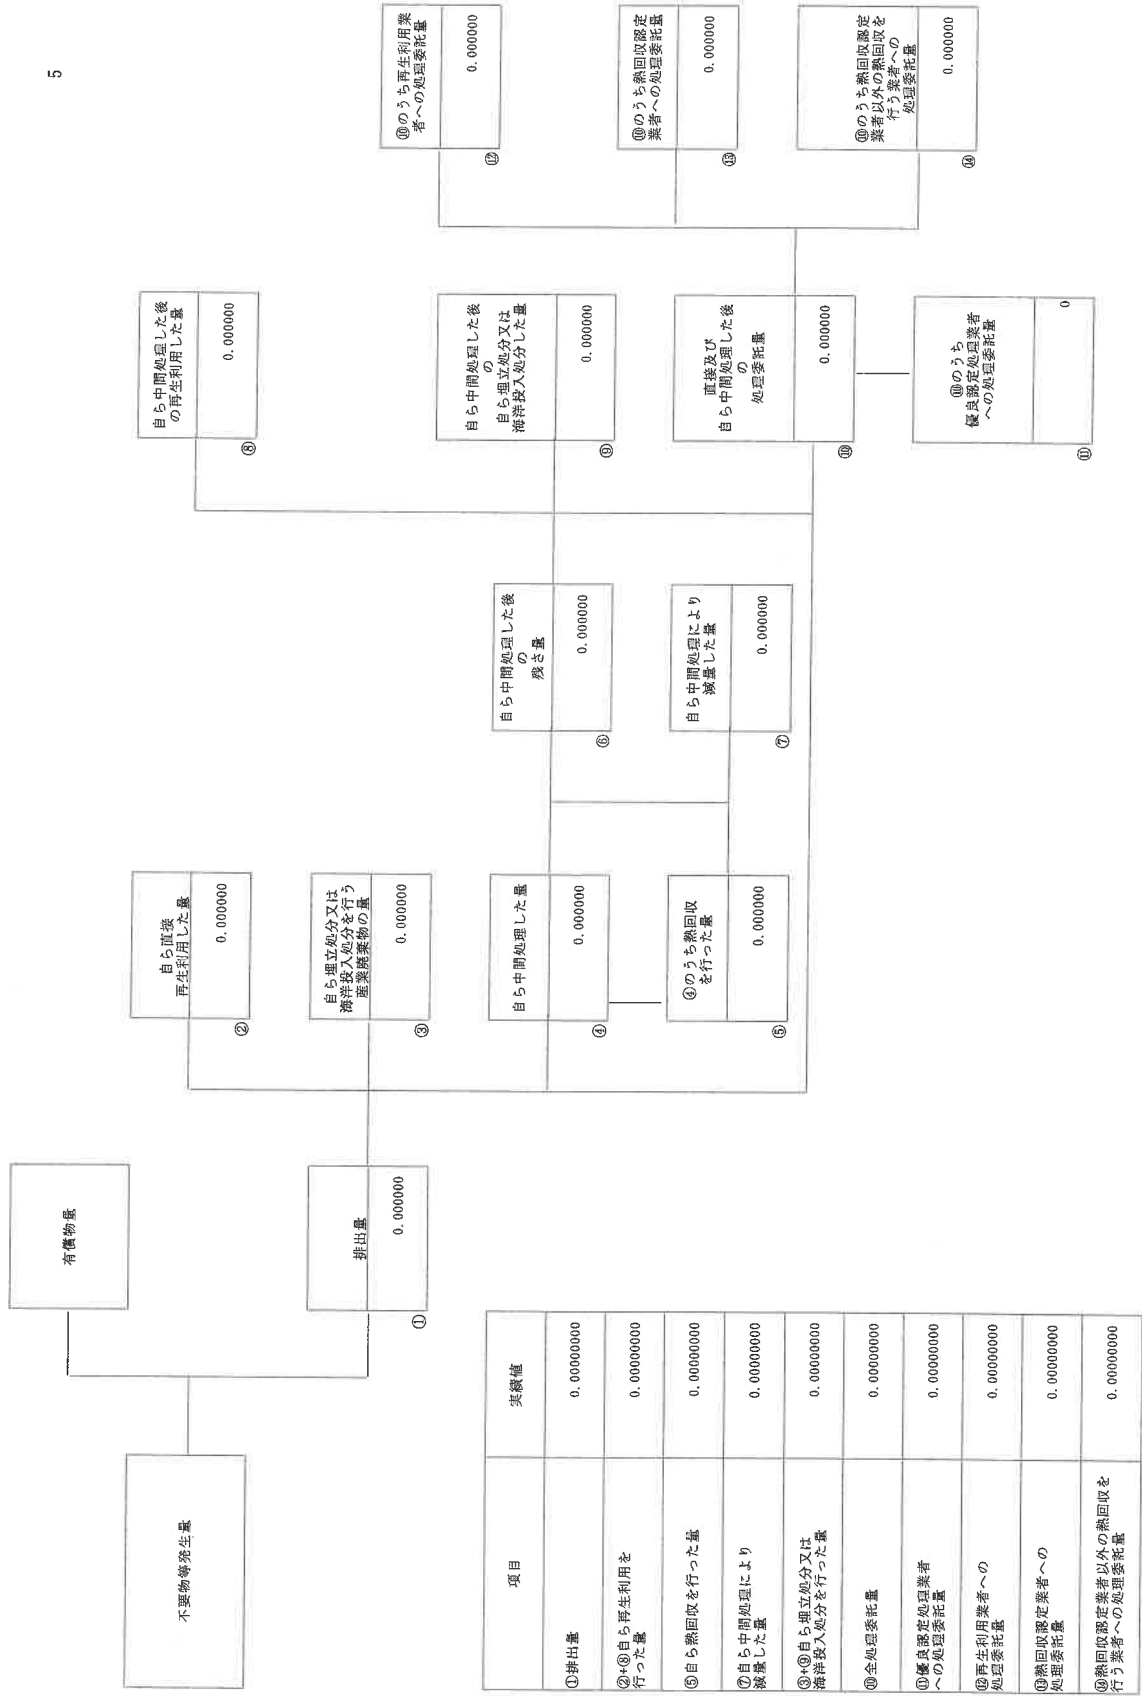 5
不要物等発生量
有償物量
排出量
0.000000
①
自ら直接
再生利用した量
0.000000
②
自ら埋立処分又は
海洋投入処分を行う
産業廃棄物の量
0.000000
③
自ら中間処理した量
0.000000
④
④のうち熱回収
を行った量
0.000000
⑤
自ら中間処理した後
の
残さ量
0.000000
⑥
自ら中間処理により
減量した量
0.000000
⑦
自ら中間処理した後
の再生利用した量
0.000000
⑧
自ら中間処理した後
の
自ら埋立処分又は
海洋投入処分した量
0.000000
⑨
直接及び
自ら中間処理した後
の
処理委託量
0.000000
⑩
⑩のうち
優良認定処理業者
への処理委託量
0
⑪
⑩のうち再生利用業
者への処理委託量
0.000000
⑫
⑩のうち熱回収認定
業者への処理委託量
0.000000
⑬
⑩のうち熱回収認定
業者以外の熱回収を
行う業者への
処理委託量
0.000000
⑭
項目
実績値
①排出量
0.00000000
②+⑧自ら再生利用を
行った量
0.00000000
⑤自ら熱回収を行った量
0.00000000
⑦自ら中間処理により
減量した量
0.00000000
③+⑨自ら埋立処分又は
海洋投入処分を行った量
0.00000000
⑩全処理委託量
0.00000000
⑪優良認定処理業者
への処理委託量
0.00000000
⑫再生利用業者への
処理委託量
0.00000000
⑬熱回収認定業者への
処理委託量
0.00000000
⑭熱回収認定業者以外の熱回収を
行う業者への処理委託量
0.00000000